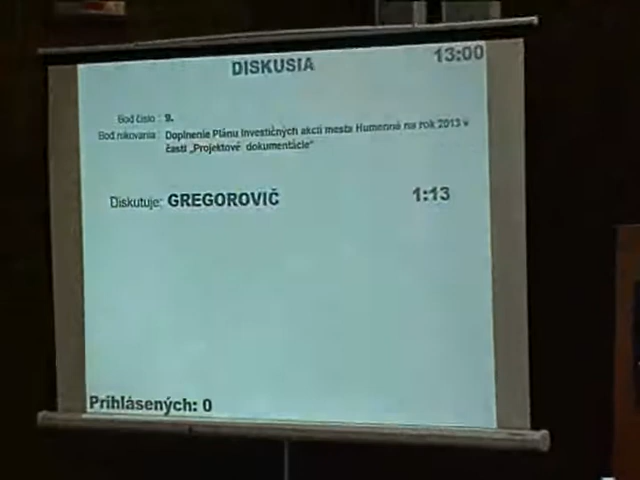 DISKUSIA 13:00
Bod číslo : 9.
Bod rokovania : Doplnenie Plánu investičných akcií mesta Humenné na rok 2013 v
časti „Projektové dokumentácie"
Diskutuje: GREGOROVIČ 1:13
Prihlásených: 0